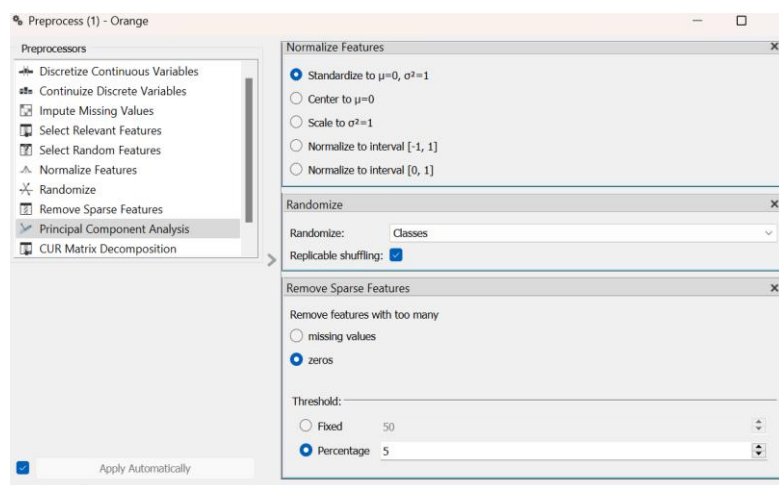 Preprocess (1) - Orange
Preprocessors
Discretize Continuous Variables
Continuize Discrete Variables
Impute Missing Values
Select Relevant Features
Select Random Features
Normalize Features
Randomize
Remove Sparse Features
Principal Component Analysis
CUR Matrix Decomposition
Apply Automatically
Normalize Features
Standardize to μ=0, σ²=1
Center to μ=0
Scale to σ²=1
Normalize to interval [-1, 1]
Normalize to interval [0, 1]
Randomize
Randomize: Classes
Replicable shuffling:
Remove Sparse Features
Remove features with too many
missing values
zeros
Threshold:
Fixed 50
Percentage 5